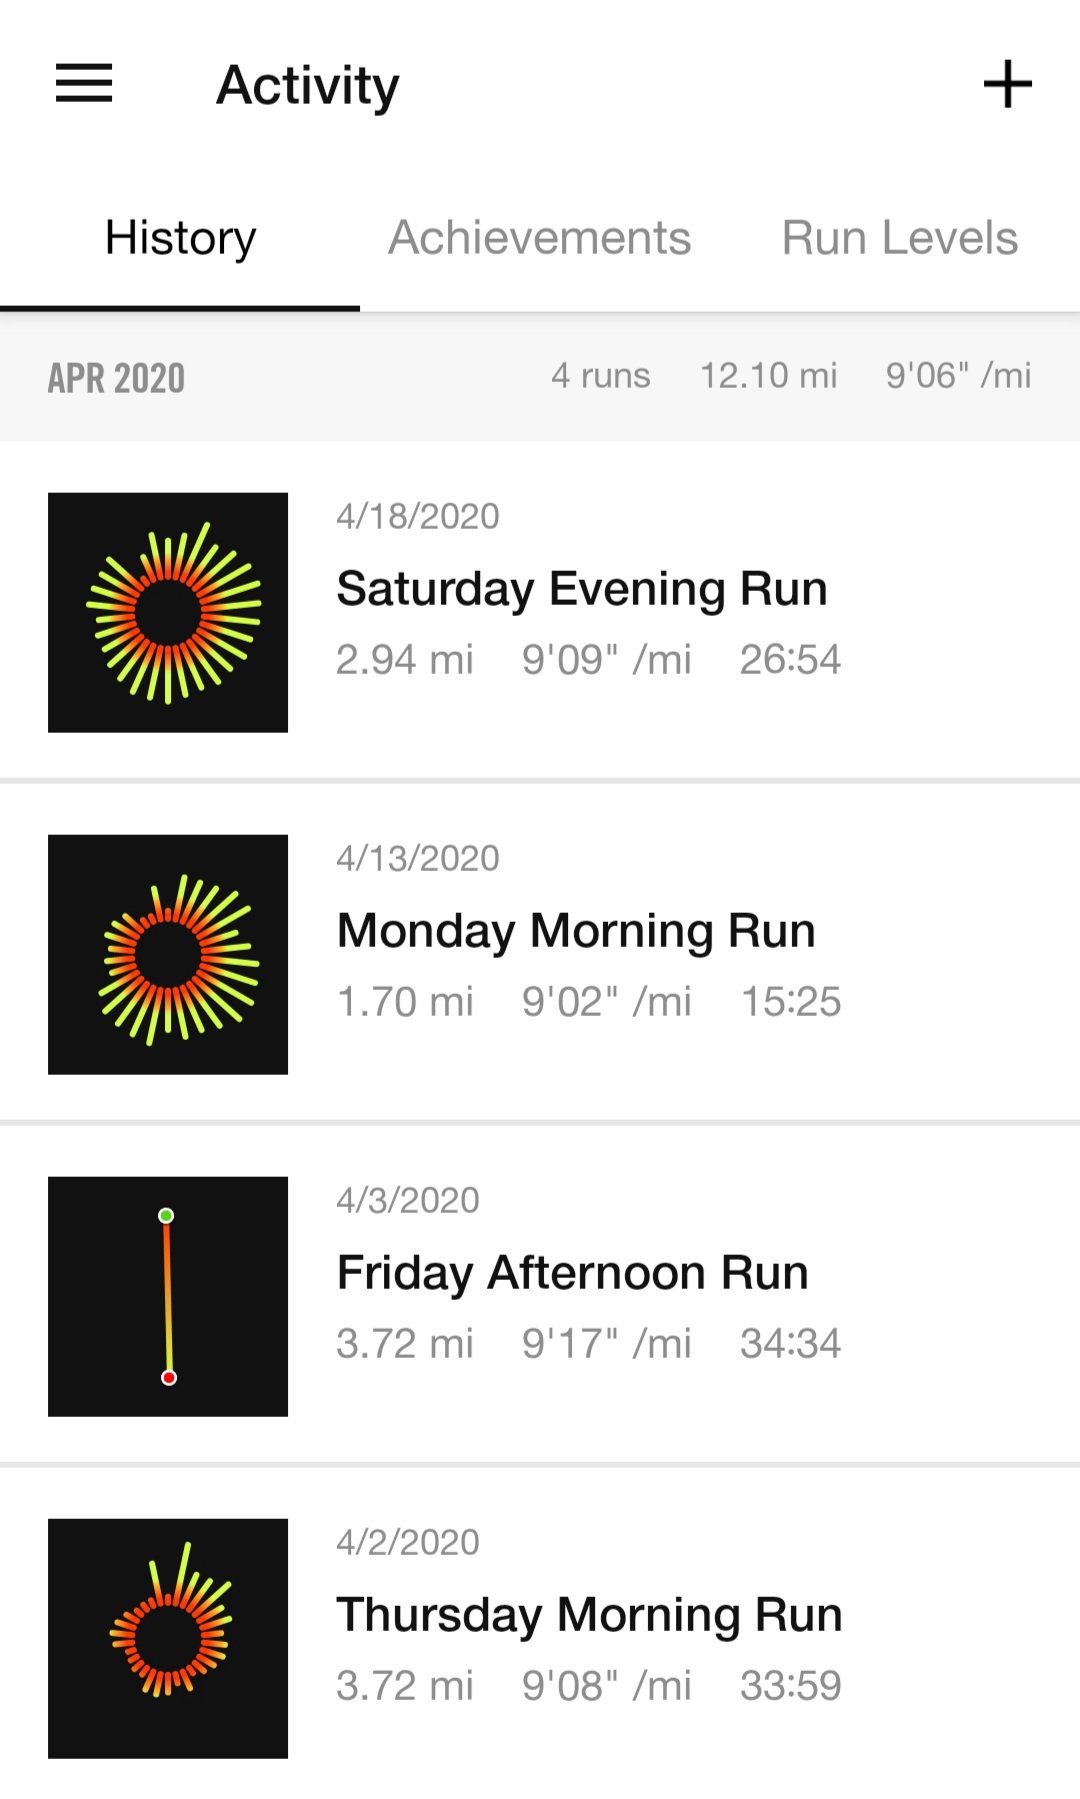 Activity
History Achievements Run Levels
APR 2020 4 runs 12.10 mi 9'06" /mi
4/18/2020
Saturday Evening Run
2.94 mi 9'09" /mi 26:54
4/13/2020
Monday Morning Run
1.70 mi 9'02" /mi 15:25
4/3/2020
Friday Afternoon Run
3.72 mi 9'17" /mi 34:34
4/2/2020
Thursday Morning Run
3.72 mi 9'08" /mi 33:59